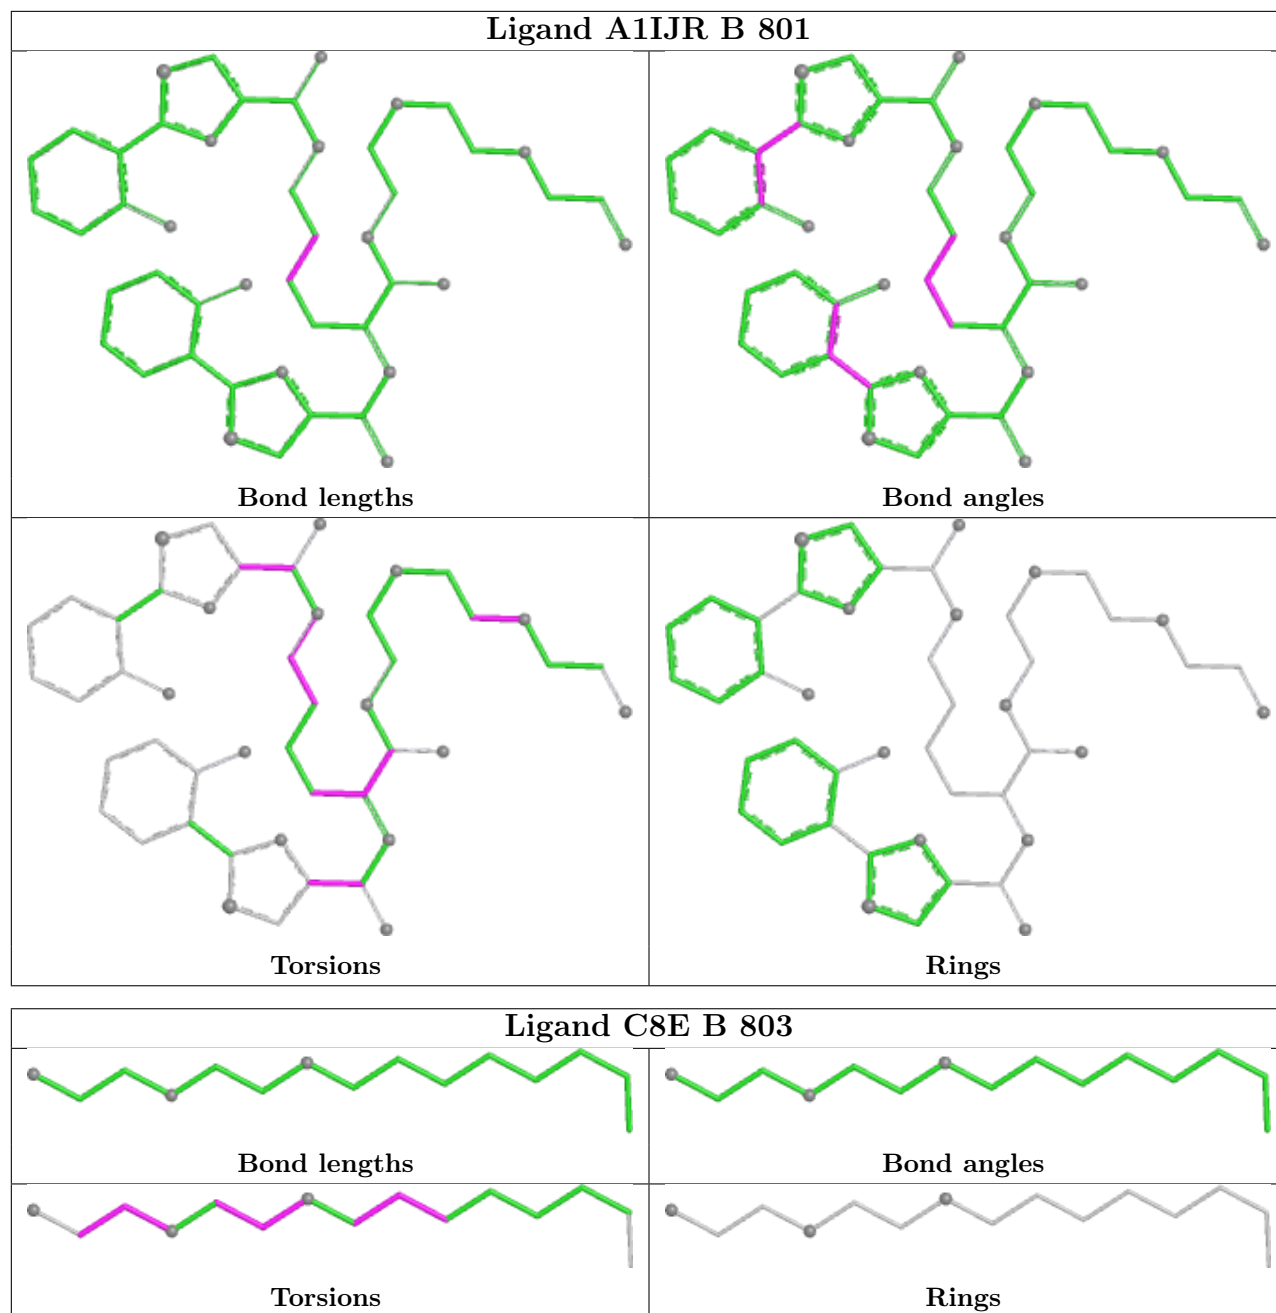 Ligand A1IJR B 801
Bond lengths
Bond angles
Torsions
Rings
Ligand C8E B 803
Bond lengths
Bond angles
Torsions
Rings